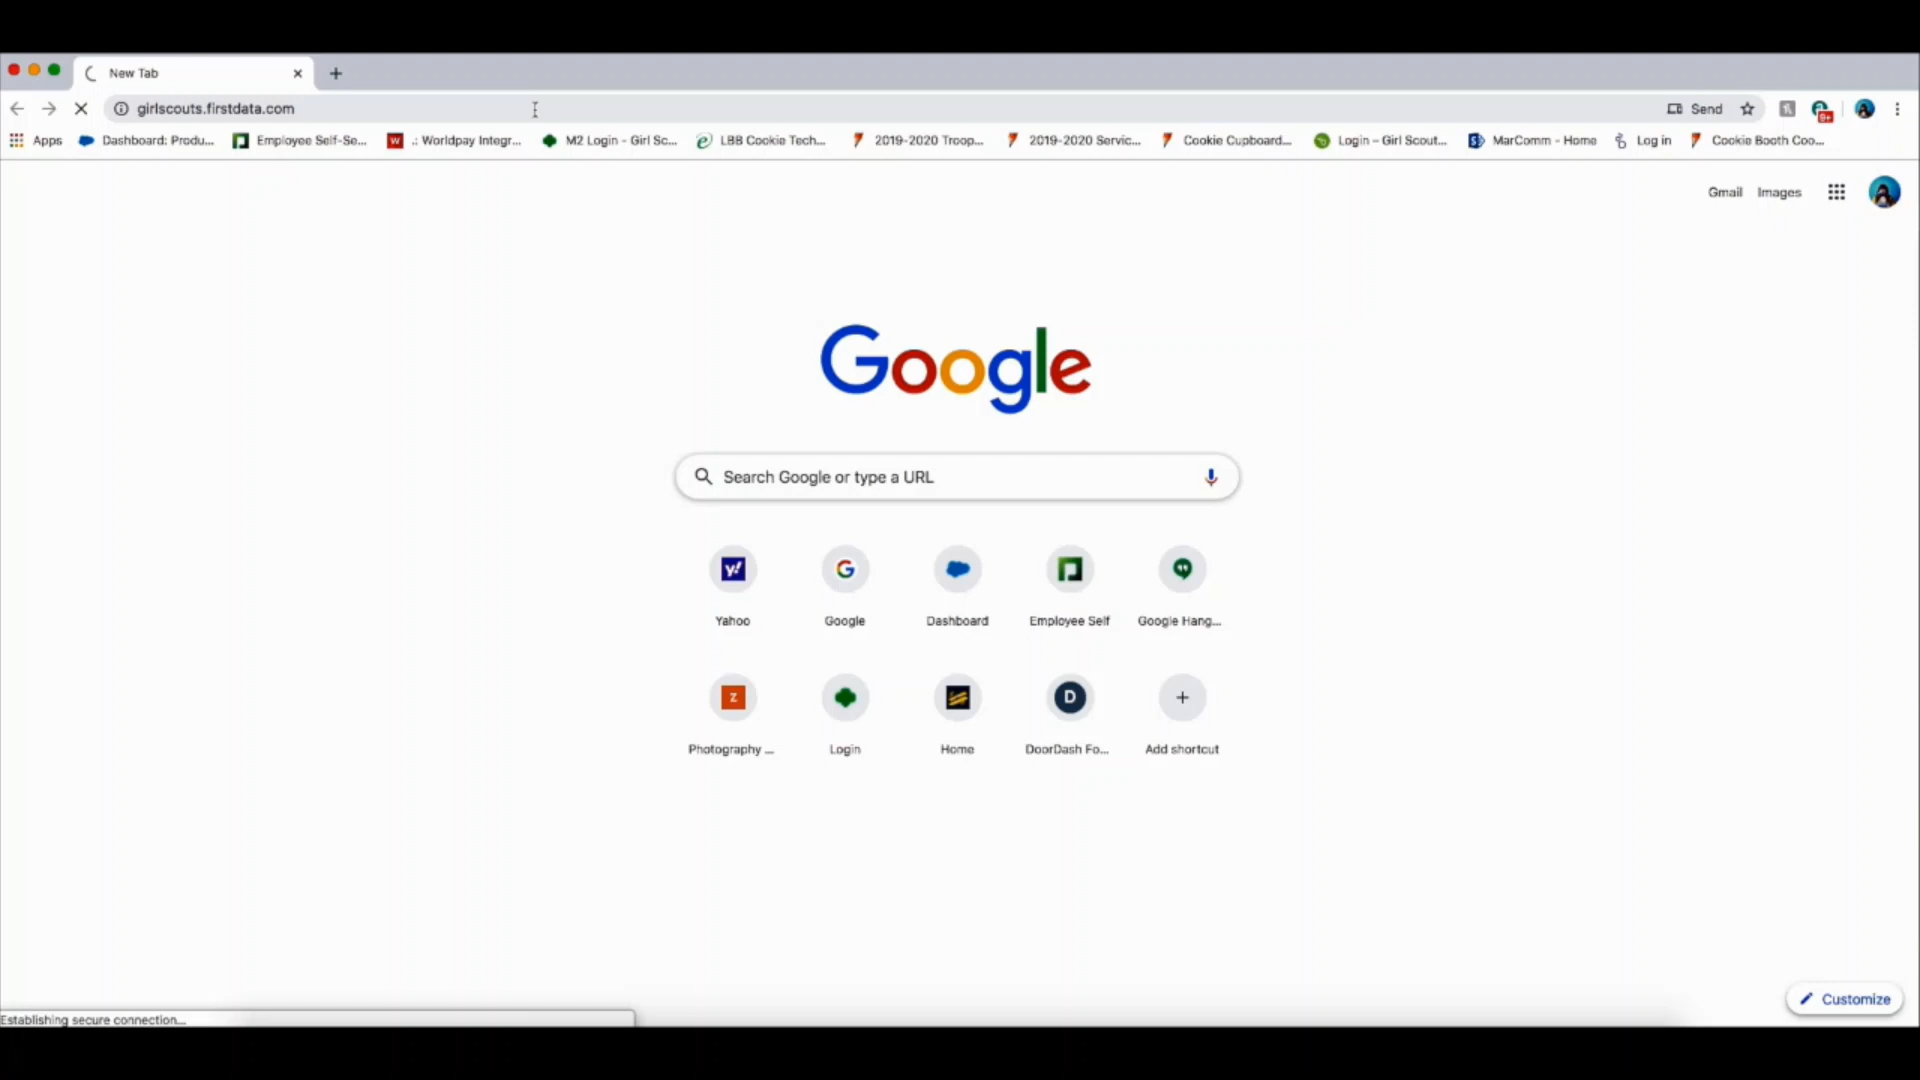 New Tab
girlscouts.firstdata.com
Send
9+
Apps
Dashboard: Produ...
Employee Self-Se...
W
.: Worldpay Integr...
M2 Login - Girl Sc...
LBB Cookie Tech...
2019-2020 Troop...
2019-2020 Servic...
Cookie Cupboard...
Login – Girl Scout...
S
MarComm - Home
Log in
Cookie Booth Coo...
Gmail
Images
Google
Search Google or type a URL
y!
G
Yahoo
Google
Dashboard
Employee Self
Google Hang...
Z
D
Photography ...
Login
Home
DoorDash Fo...
Add shortcut
Customize
Establishing secure connection...